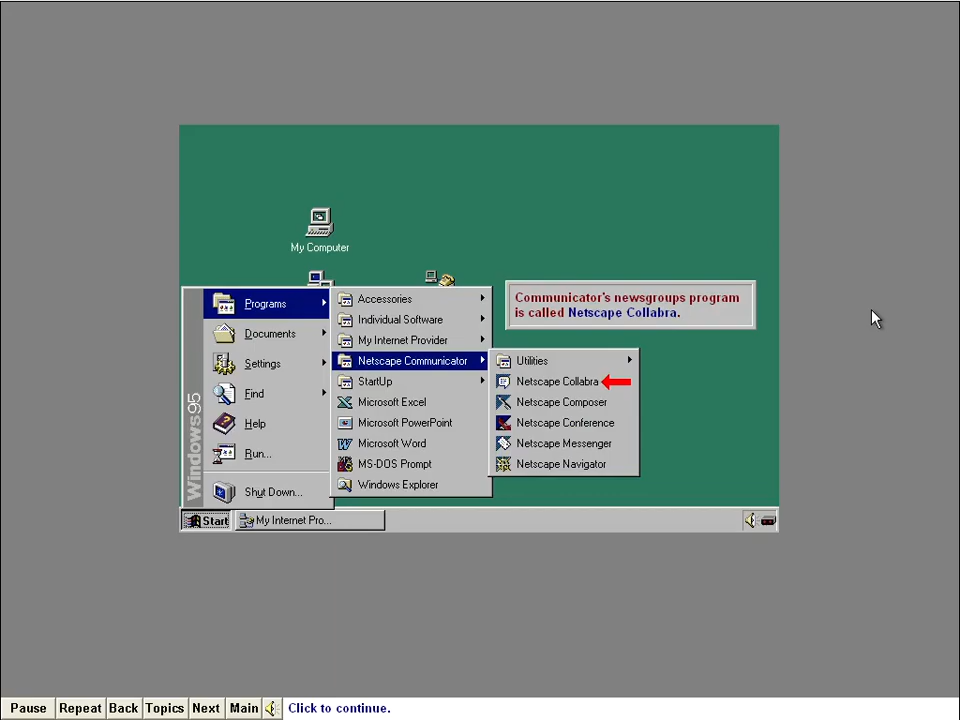 My Computer
Communicator's newsgroups program
is called Netscape Collabra.
Windows95
Programs
Documents
Settings
Find
Help
Run...
Shut Down...
Accessories
Individual Software
My Internet Provider
Netscape Communicator
StartUp
Microsoft Excel
Microsoft PowerPoint
Microsoft Word
MS-DOS Prompt
Windows Explorer
Utilities
Netscape Collabra
Netscape Composer
Netscape Conference
Netscape Messenger
Netscape Navigator
Start
My Internet Pro...
Pause Repeat Back Topics Next Main Click to continue.